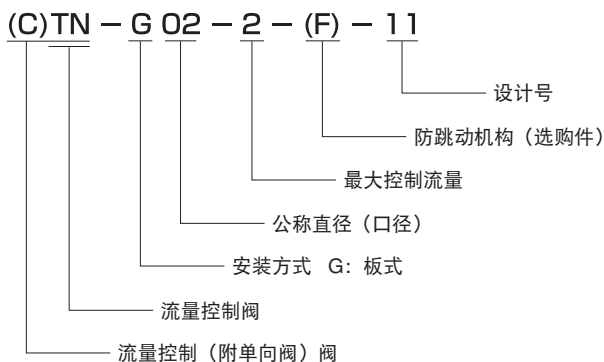 (C)TN - G 02 - 2 - (F) - 11
设计号
防跳动机构（选购件）
最大控制流量
公称直径（口径）
安装方式 G: 板式
流量控制阀
流量控制（附单向阀）阀